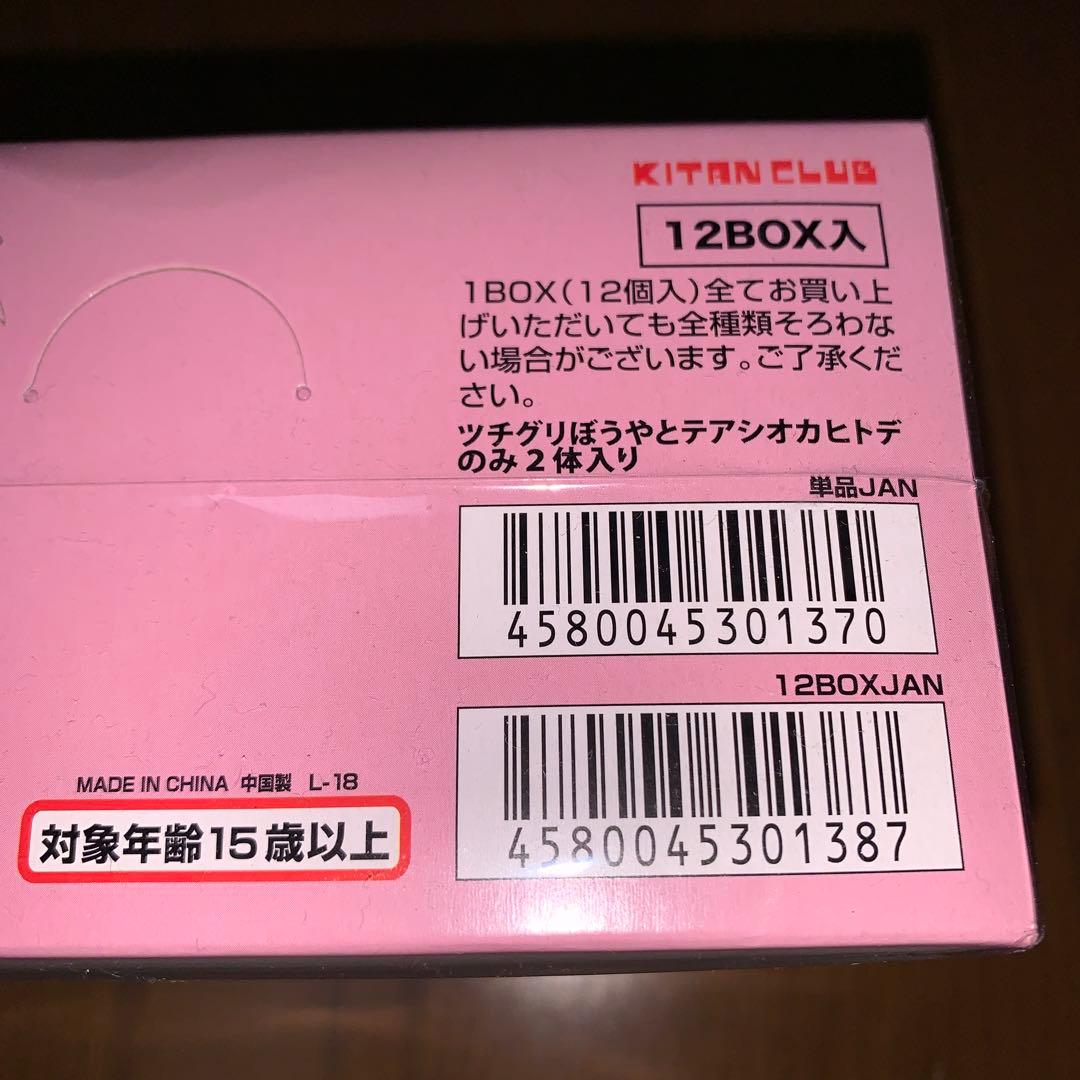 KITAN CLUB
12BOX入
1BOX(12個入)全てお買い上
げいただいても全種類そろわな
い場合がございます。ご了承くだ
さい。
ツチグリぼうやとテアシオカヒトデ
のみ2体入り
単品JAN
4580045301370
12BOXJAN
4580045301387
MADE IN CHINA 中国製 L-18
対象年齢15歳以上